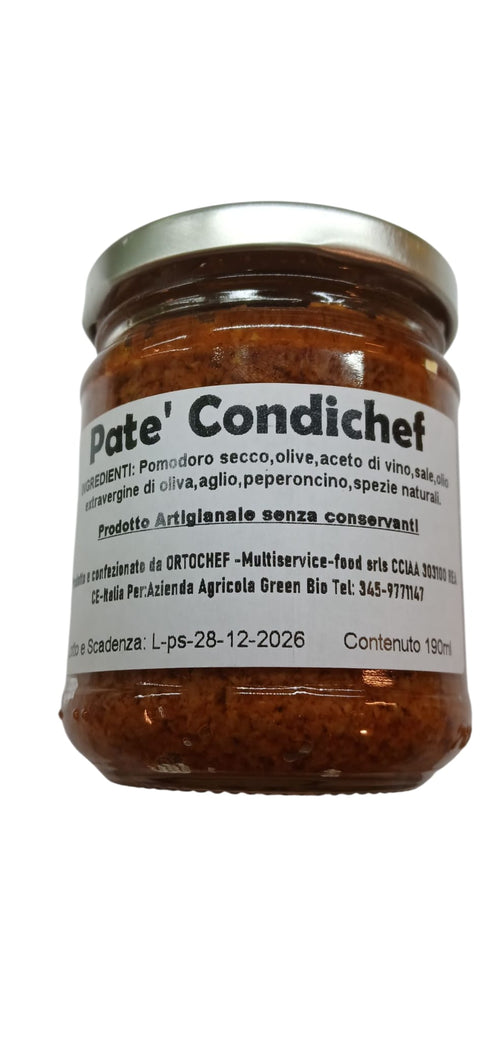 Pate' Condichef
INGREDIENTI: Pomodoro secco,olive,aceto di vino,sale,olio
extravergine di oliva,aglio,peperoncino,spezie naturali.
Prodotto Artigianale senza conservanti
e confezionato da ORTOCHEF -Multiservice-food srls CCIAA 303100 REA
CE-Italia Per:Azienda Agricola Green Bio Tel: 345-9771147
e Scadenza: L-ps-28-12-2026 Contenuto 190ml